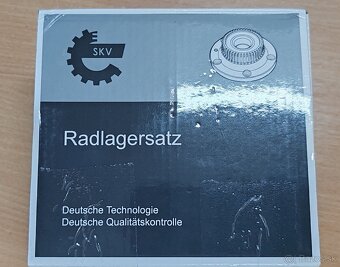 SKV
Radlagersatz
Deutsche Technologie
Deutsche Qualitätskontrolle